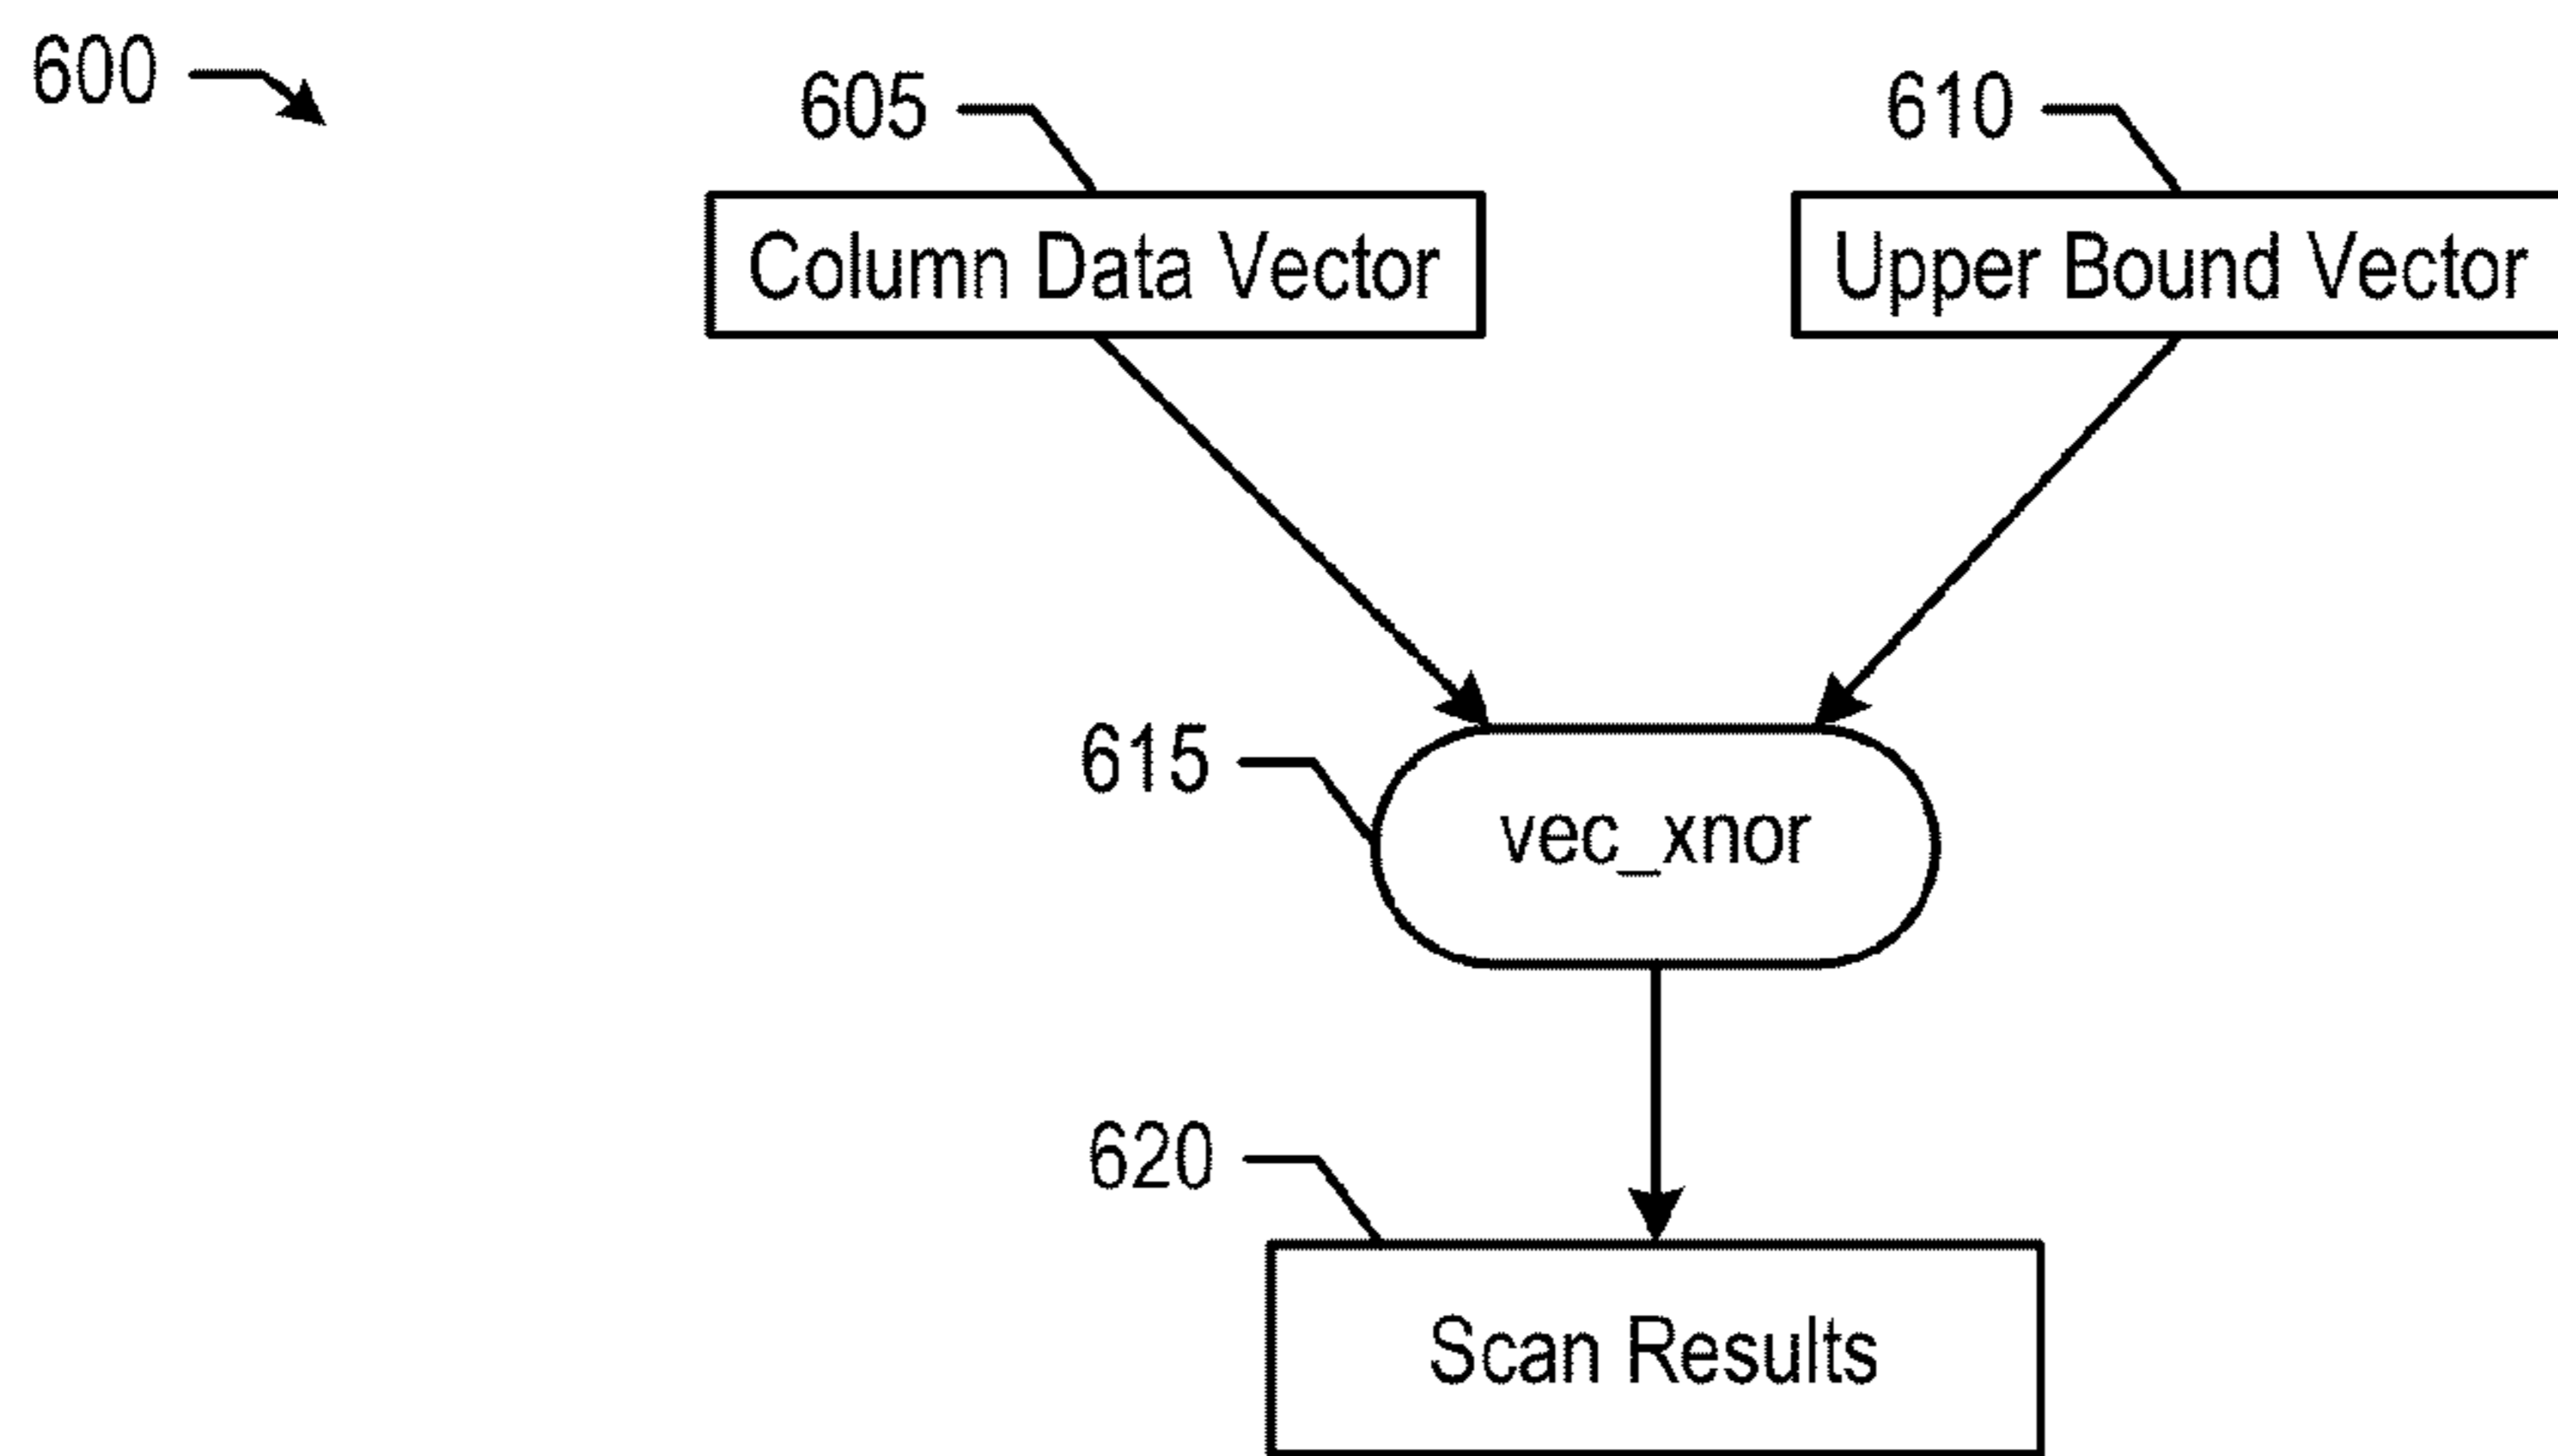 600
605
610
Column Data Vector
Upper Bound Vector
615
vec_xnor
620
Scan Results